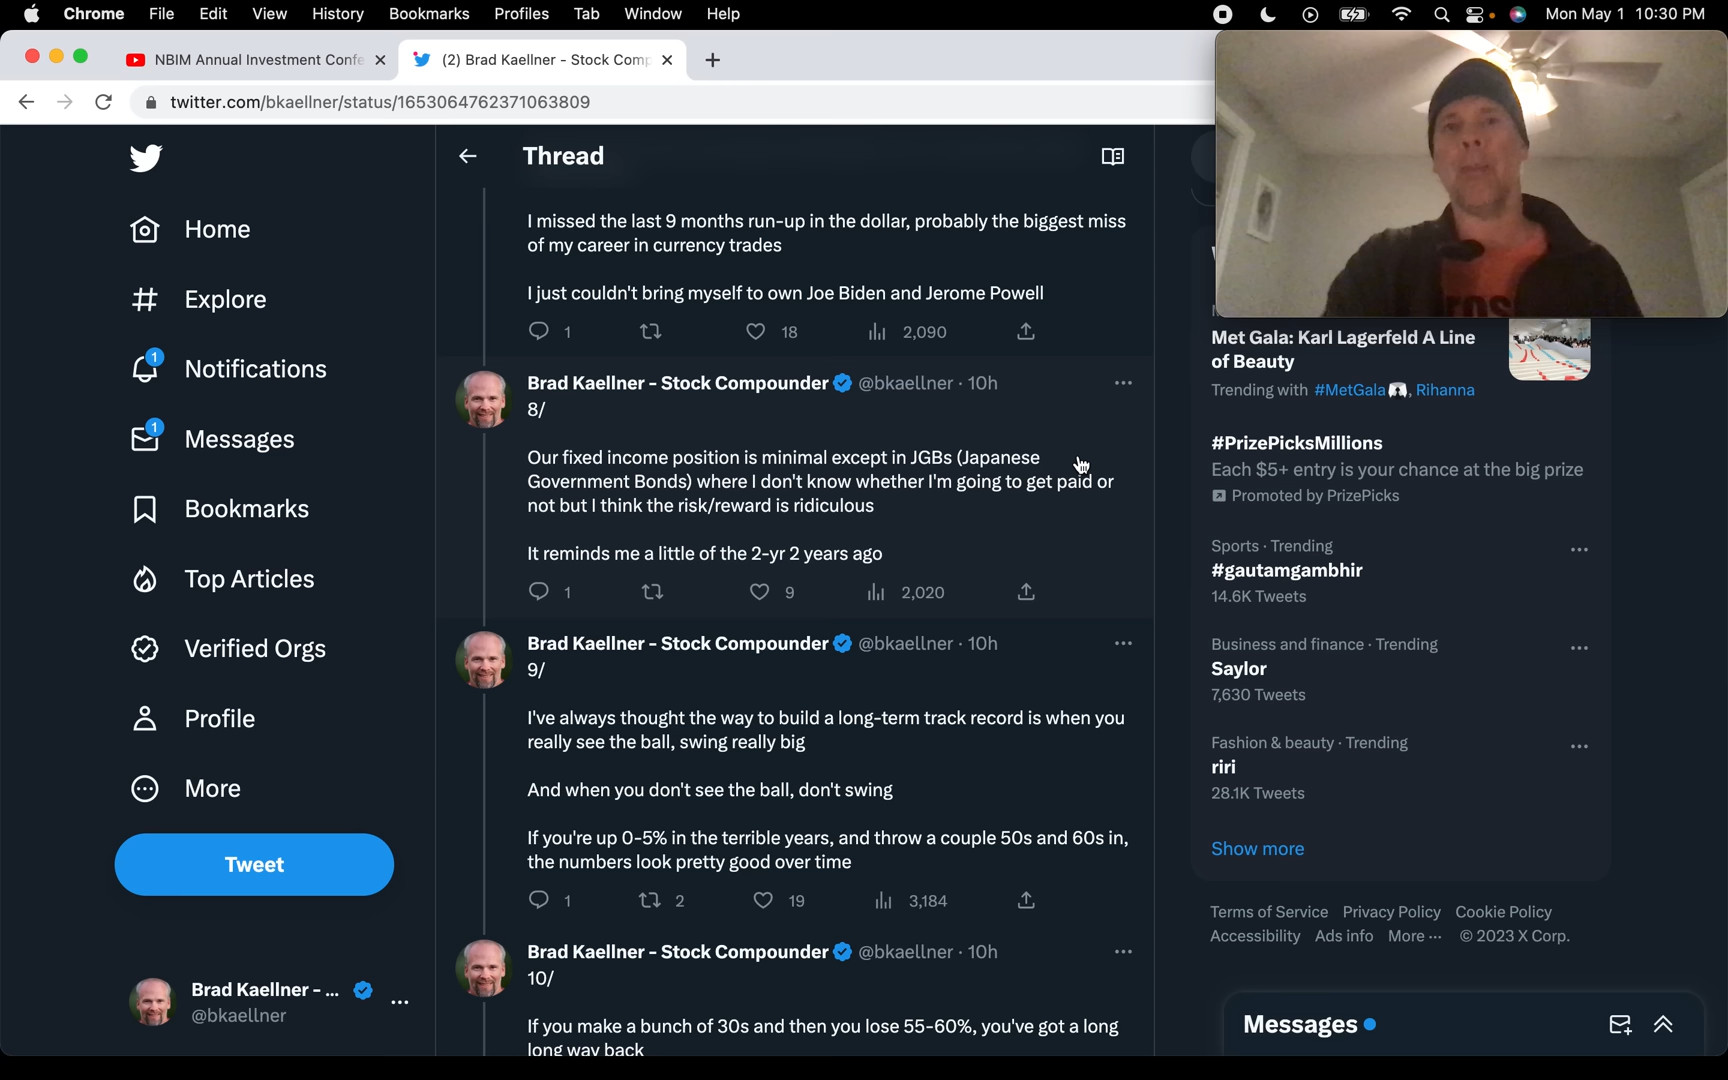 Chrome File Edit View History Bookmarks Profiles Tab Window Help Mon May 1 10:30 PM
NBIM Annual Investment Confe (2) Brad Kaellner - Stock Comp
twitter.com/bkaellner/status/1653064762371063809
Home
Explore
1
Notifications
1
Messages
Bookmarks
Top Articles
Verified Orgs
Profile
More
Tweet
Brad Kaellner - ...
@bkaellner
Thread
I missed the last 9 months run-up in the dollar, probably the biggest miss
of my career in currency trades
I just couldn't bring myself to own Joe Biden and Jerome Powell
1 18 2,090
Brad Kaellner - Stock Compounder @bkaellner · 10h
8/
Our fixed income position is minimal except in JGBs (Japanese
Government Bonds) where I don't know whether I'm going to get paid or
not but I think the risk/reward is ridiculous
It reminds me a little of the 2-yr 2 years ago
1 9 2,020
Brad Kaellner - Stock Compounder @bkaellner · 10h
9/
I've always thought the way to build a long-term track record is when you
really see the ball, swing really big
And when you don't see the ball, don't swing
If you're up 0-5% in the terrible years, and throw a couple 50s and 60s in,
the numbers look pretty good over time
1 2 19 3,184
Brad Kaellner - Stock Compounder @bkaellner · 10h
10/
If you make a bunch of 30s and then you lose 55-60%, you've got a long
long way back
Met Gala: Karl Lagerfeld A Line
of Beauty
Trending with #MetGala, Rihanna
#PrizePicksMillions
Each $5+ entry is your chance at the big prize
Promoted by PrizePicks
Sports · Trending
#gautamgambhir
14.6K Tweets
Business and finance · Trending
Saylor
7,630 Tweets
Fashion & beauty · Trending
riri
28.1K Tweets
Show more
Terms of Service Privacy Policy Cookie Policy
Accessibility Ads info More ··· © 2023 X Corp.
Messages